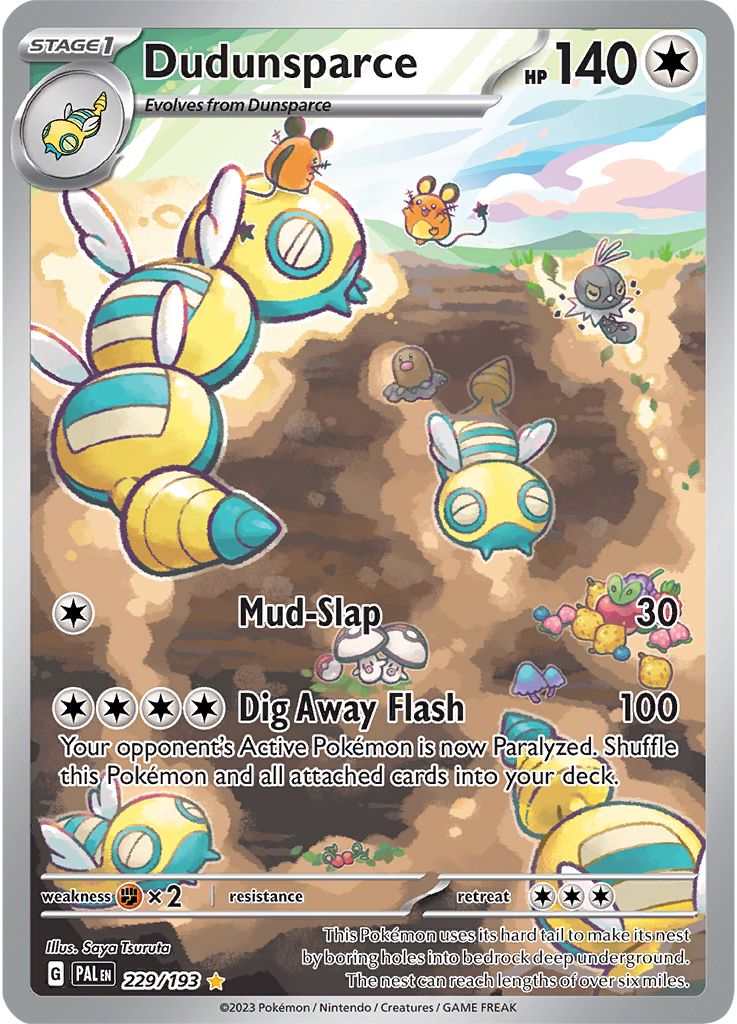 STAGE1
Dudunsparce
HP 140
Evolves from Dunsparce
Mud-Slap 30
Dig Away Flash 100
Your opponent's Active Pokémon is now Paralyzed. Shuffle
this Pokémon and all attached cards into your deck.
weakness ×2 resistance retreat
Illus. Saya Tsuruta
This Pokémon uses its hard tail to make its nest
by boring holes into bedrock deep underground.
The nest can reach lengths of over six miles.
G PAL EN 229/193
©2023 Pokémon / Nintendo / Creatures / GAME FREAK